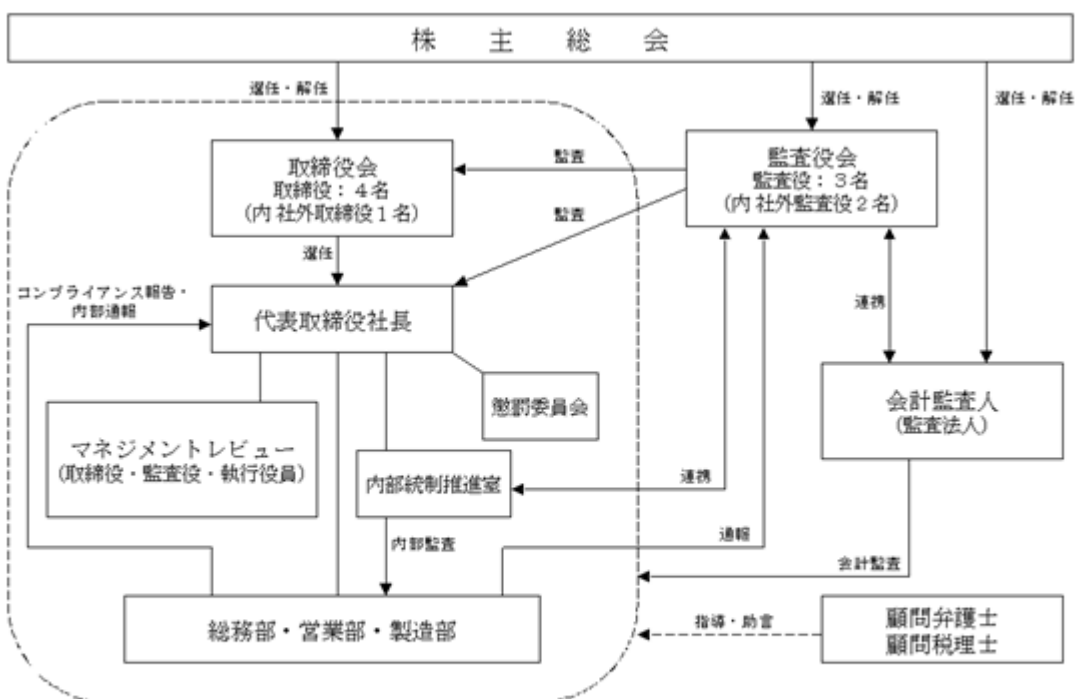 株主総会
選任・解任
選任・解任
選任・解任
取締役会
取締役：４名
(内 社外取締役１名)
監査
監査役会
監査役：３名
(内 社外監査役２名)
監査
選任
コンプライアンス報告・
内部通報
代表取締役社長
連携
懲罰委員会
会計監査人
(監査法人)
マネジメントレビュー
(取締役・監査役・執行役員)
内部統制推進室
連携
内部監査
通報
会計監査
総務部・営業部・製造部
指導・助言
顧問弁護士
顧問税理士